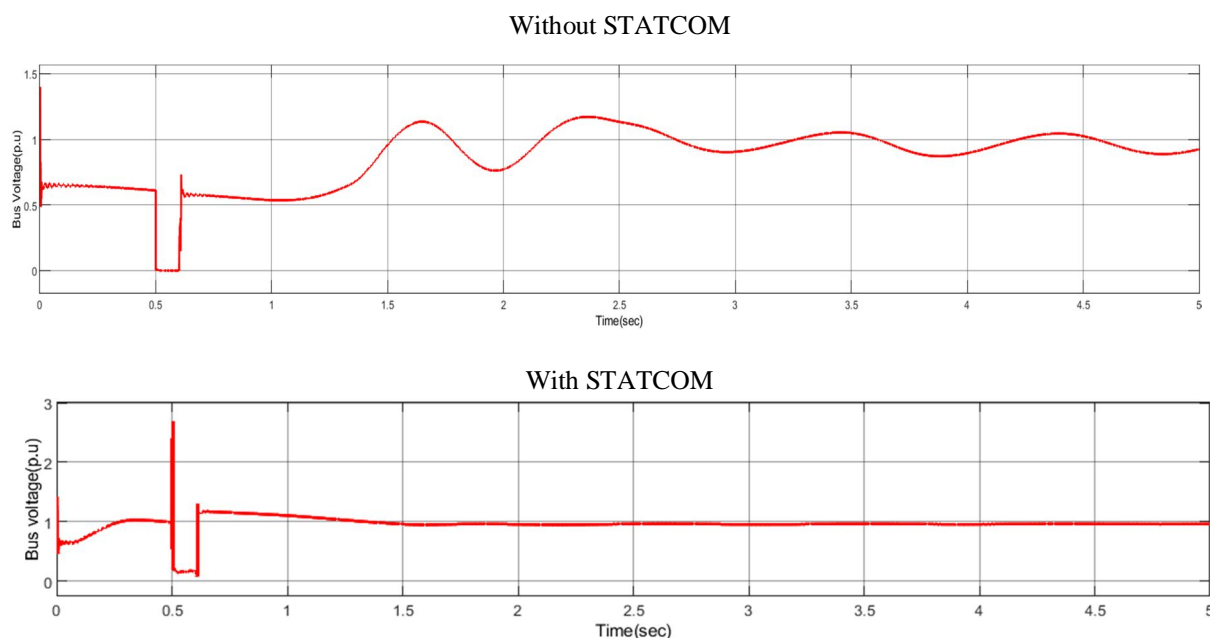 Without STATCOM
1.5
1
0.5
0
Bus Voltage(p.u)
0 0.5 1 1.5 2 2.5 3 3.5 4 4.5 5
Time(sec)
With STATCOM
3
2
1
0
Bus voltage(p.u)
0 0.5 1 1.5 2 2.5 3 3.5 4 4.5 5
Time(sec)